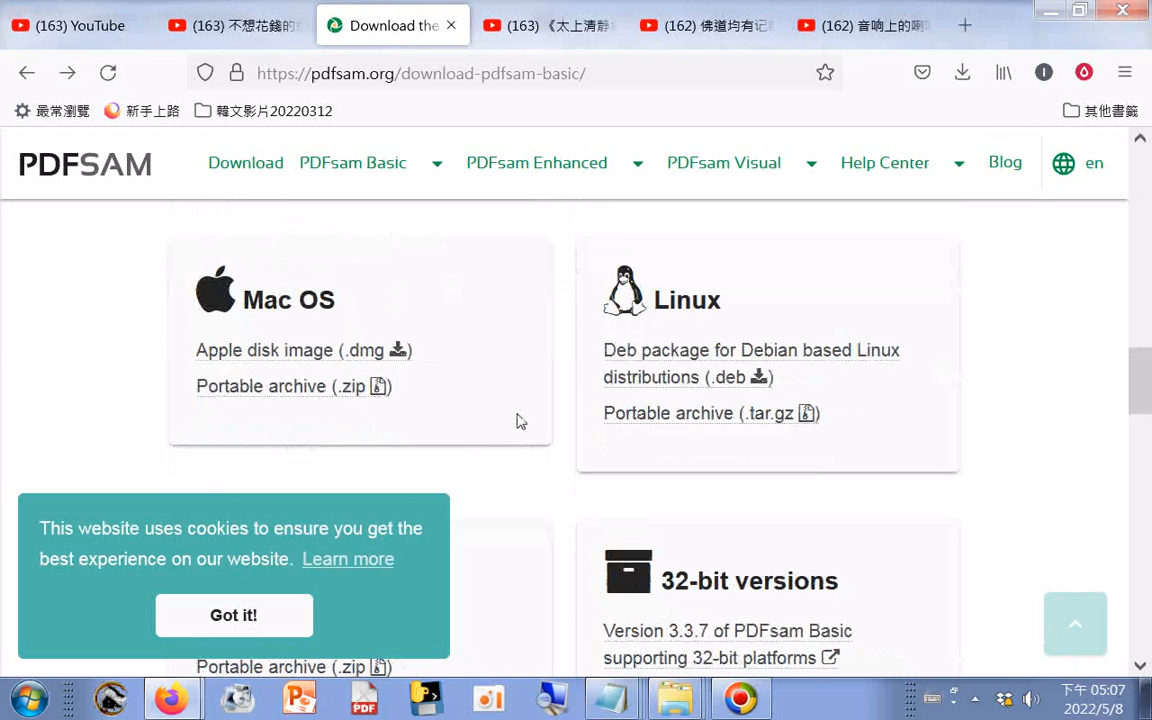 (163) YouTube
(163) 不想花錢的
Download the
(163) 《太上清静
(162) 佛道均有记
(162) 音响上的喇
https://pdfsam.org/download-pdfsam-basic/
最常瀏覽
新手上路
韓文影片20220312
其他書籤
PDFSAM
Download
PDFsam Basic
PDFsam Enhanced
PDFsam Visual
Help Center
Blog
en
Mac OS
Apple disk image (.dmg )
Portable archive (.zip )
Linux
Deb package for Debian based Linux
distributions (.deb )
Portable archive (.tar.gz )
This website uses cookies to ensure you get the
best experience on our website. Learn more
Got it!
Portable archive (.zip )
32-bit versions
Version 3.3.7 of PDFsam Basic
supporting 32-bit platforms
PDF
下午 05:07
2022/5/8